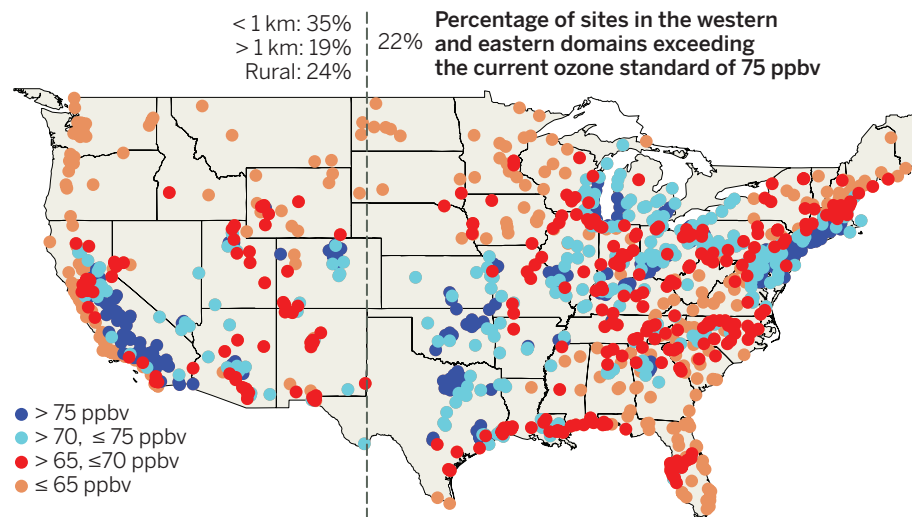 < 1 km: 35%
> 1 km: 19%
Rural: 24%
22%
Percentage of sites in the western
and eastern domains exceeding
the current ozone standard of 75 ppbv
> 75 ppbv
> 70, ≤ 75 ppbv
> 65, ≤70 ppbv
≤ 65 ppbv